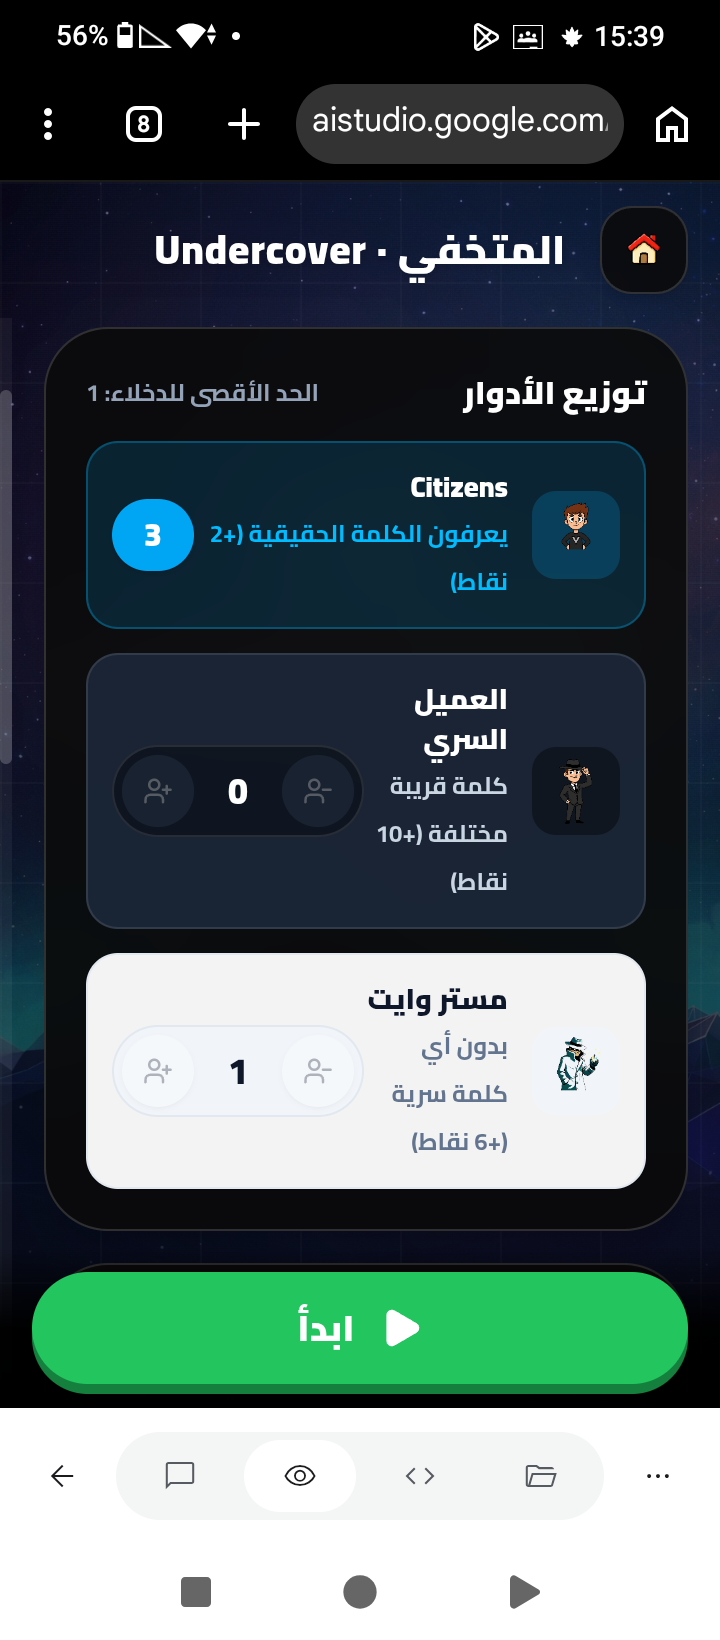 56%
15:39
8
aistudio.google.com
المتخفي · Undercover
توزيع الأدوار
الحد الأقصى للدخلاء: 1
Citizens
يعرفون الكلمة الحقيقية (+2
نقاط)
3
العميل
السري
كلمة قريبة
مختلفة (+10
نقاط)
0
مستر وايت
بدون أي
كلمة سرية
(+6 نقاط)
1
ابدأ